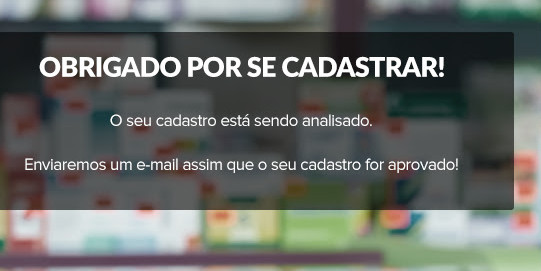 OBRIGADO POR SE CADASTRAR!
O seu cadastro está sendo analisado.
Enviaremos um e-mail assim que o seu cadastro for aprovado!